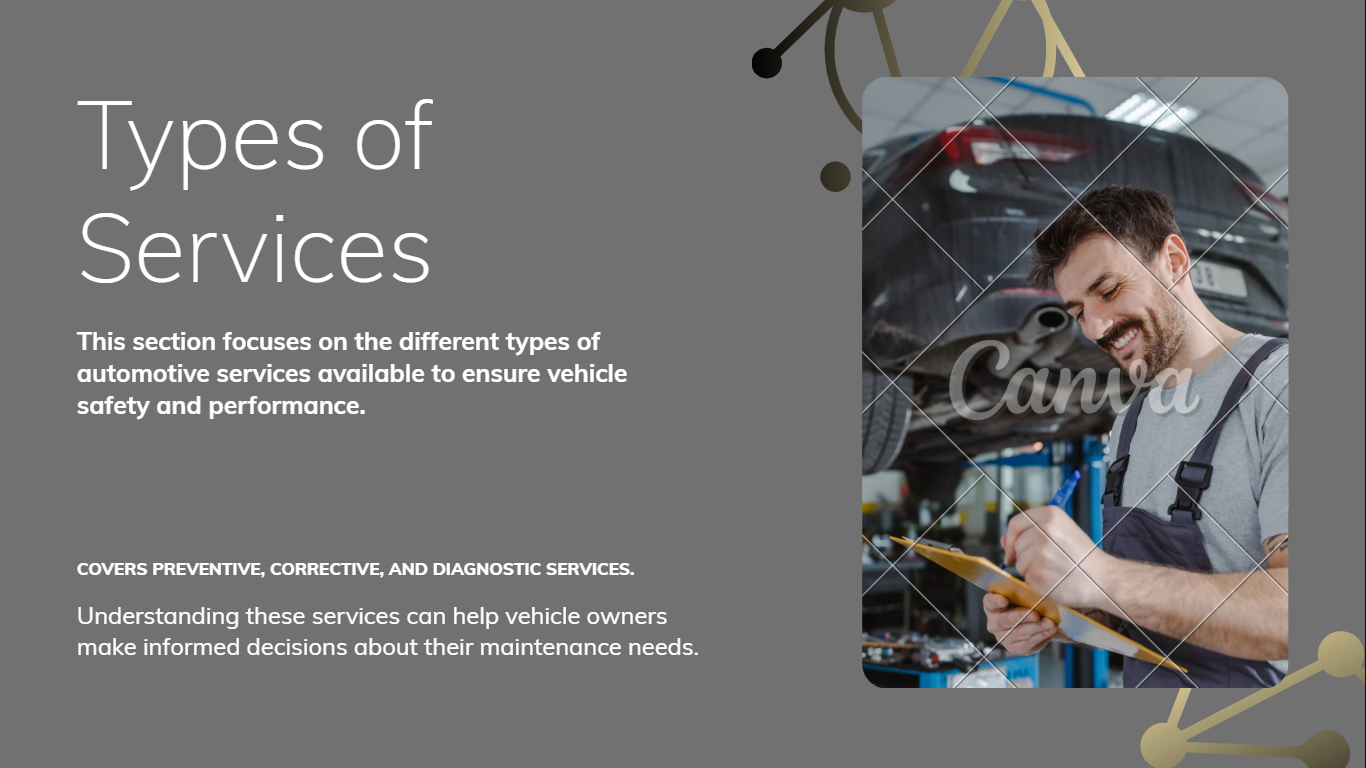 Types of
Services
This section focuses on the different types of
automotive services available to ensure vehicle
safety and performance.
COVERS PREVENTIVE, CORRECTIVE, AND DIAGNOSTIC SERVICES.
Understanding these services can help vehicle owners
make informed decisions about their maintenance needs.
Canva